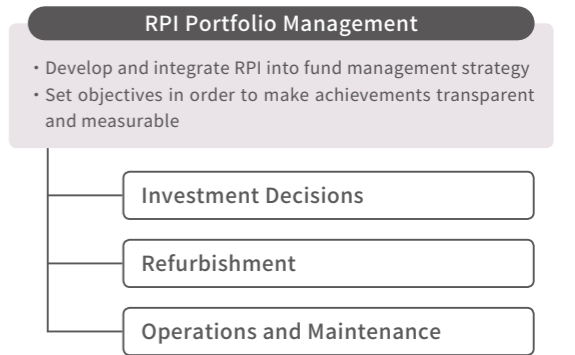 RPI Portfolio Management
・Develop and integrate RPI into fund management strategy
・Set objectives in order to make achievements transparent
and measurable
Investment Decisions
Refurbishment
Operations and Maintenance